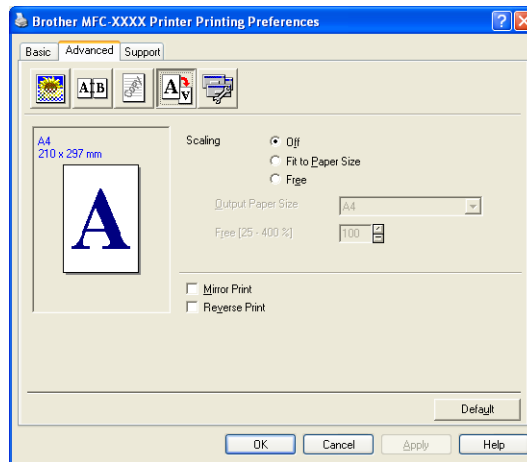 Brother MFC-XXXX Printer Printing Preferences
Basic Advanced Support
A B
Copy
A A
A4
210 x 297 mm
A
Scaling
Off
Fit to Paper Size
Free
Output Paper Size A4
Free [25 - 400 %] 100
Mirror Print
Reverse Print
Default
OK Cancel Apply Help